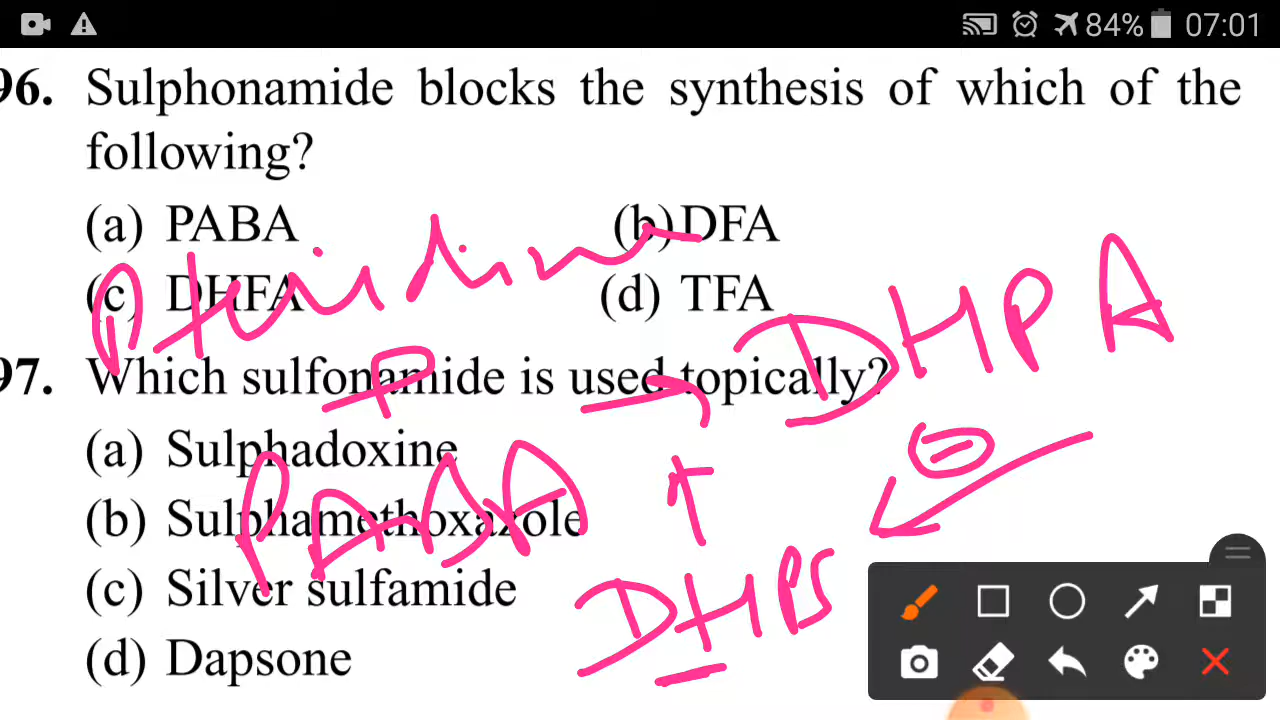 84% 07:01
96. Sulphonamide blocks the synthesis of which of the
following?
(a) PABA (b) DFA
(c) DHFA (d) TFA
Pteridine
+ → DHPA
PABA
DHPS
97. Which sulfonamide is used topically?
(a) Sulphadoxine
(b) Sulphamethoxazole
(c) Silver sulfamide
(d) Dapsone